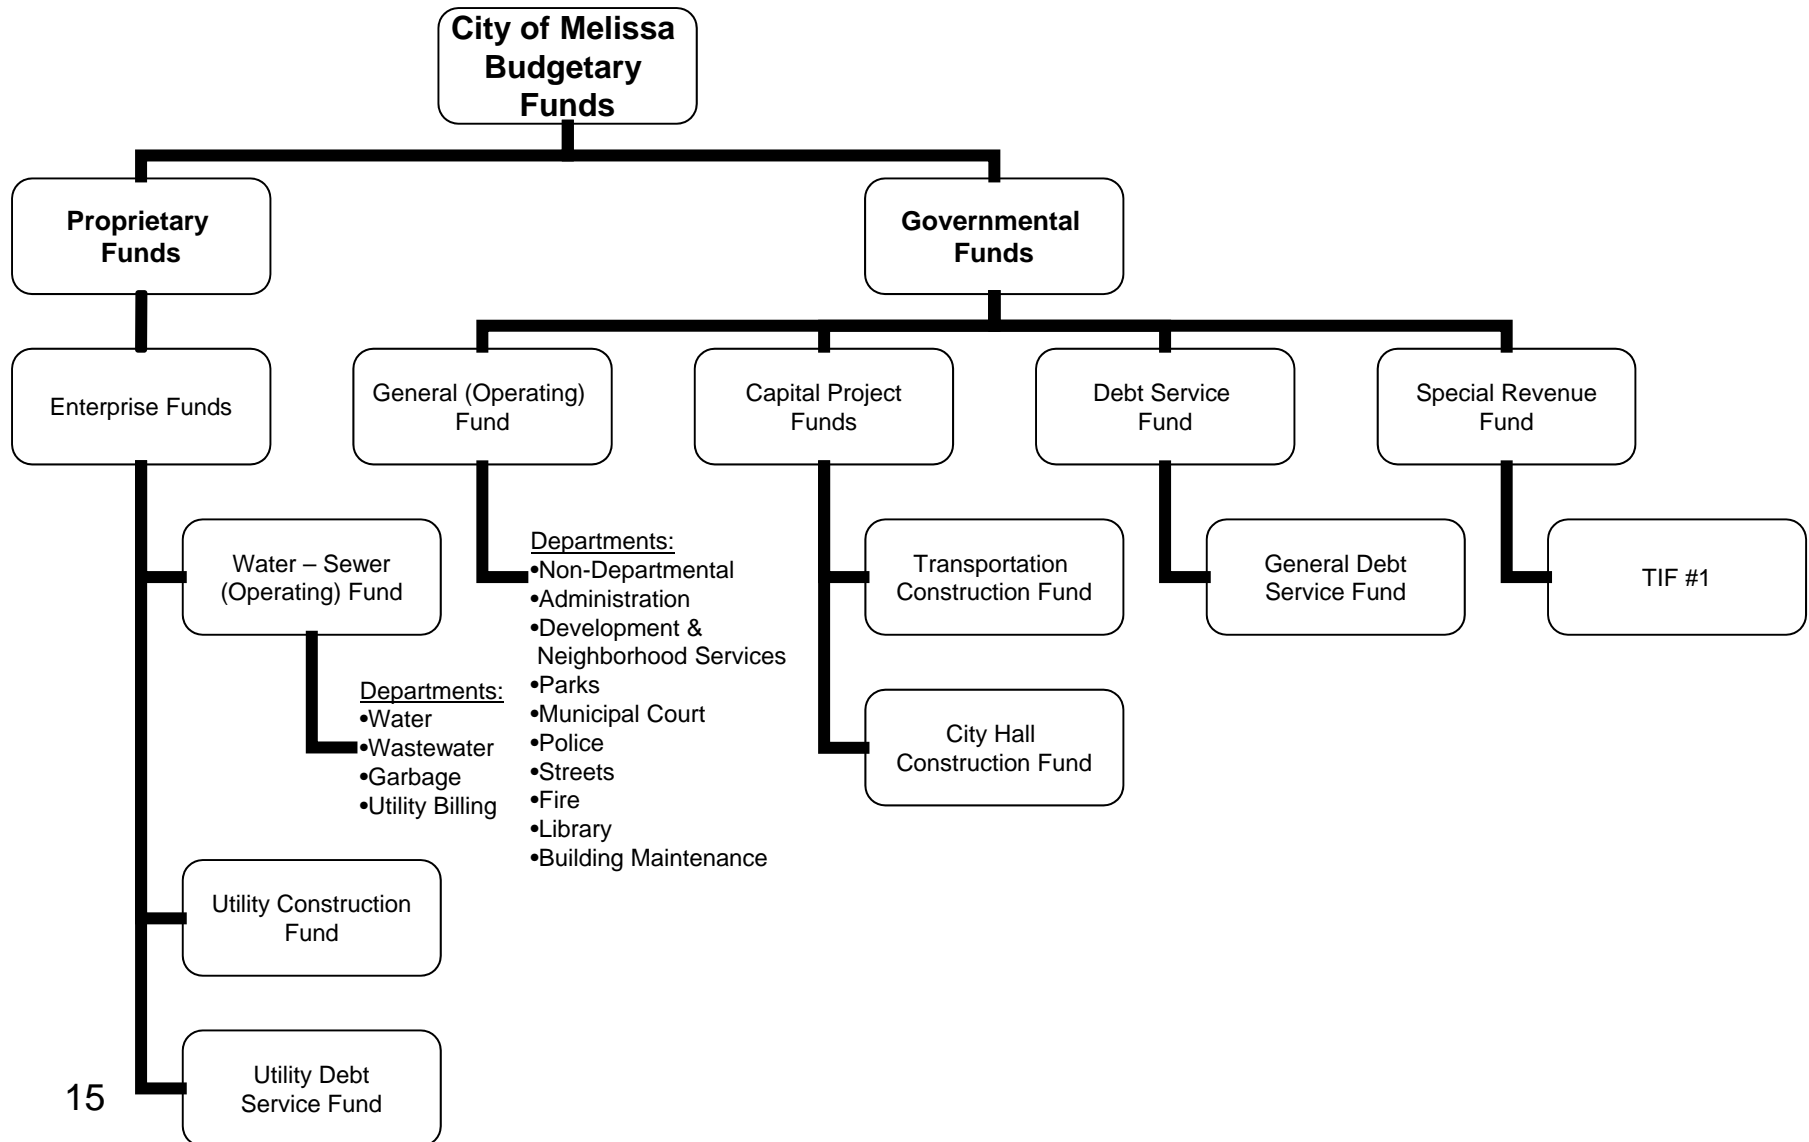 City of Melissa
Budgetary
Funds
Proprietary
Funds
Governmental
Funds
Enterprise Funds
General (Operating)
Fund
Capital Project
Funds
Debt Service
Fund
Special Revenue
Fund
Water – Sewer
(Operating) Fund
Departments:
•Water
•Wastewater
•Garbage
•Utility Billing
Departments:
•Non-Departmental
•Administration
•Development &
Neighborhood Services
•Parks
•Municipal Court
•Police
•Streets
•Fire
•Library
•Building Maintenance
Transportation
Construction Fund
General Debt
Service Fund
TIF #1
City Hall
Construction Fund
Utility Construction
Fund
Utility Debt
Service Fund
15